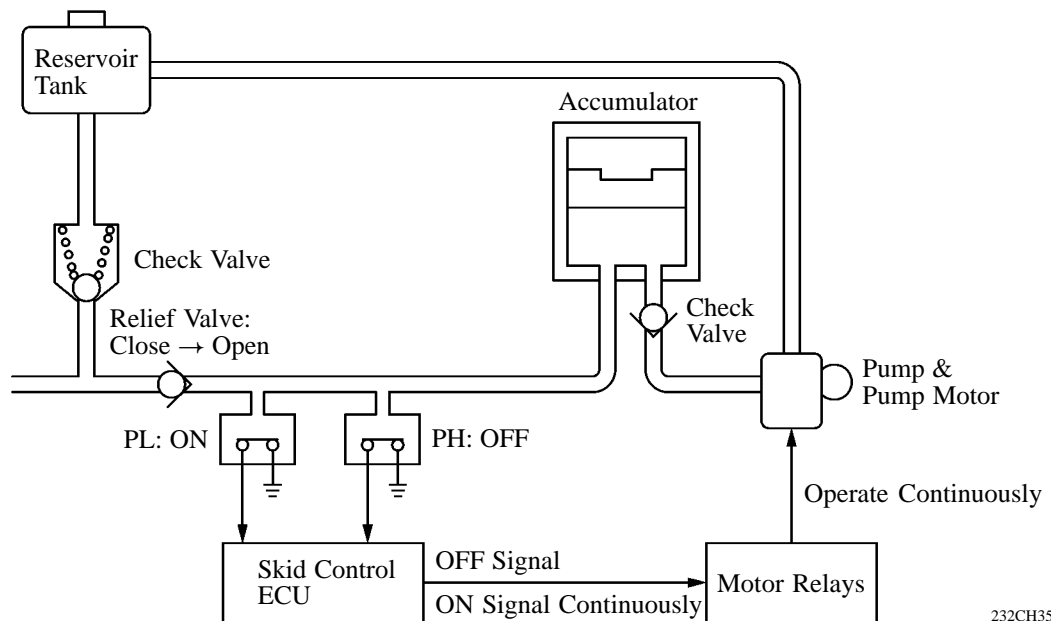 Reservoir
Tank
Accumulator
Check Valve
Relief Valve:
Close → Open
Check
Valve
Pump &
Pump Motor
PL: ON
PH: OFF
Operate Continuously
Skid Control
ECU
OFF Signal
ON Signal Continuously
Motor Relays
232CH35